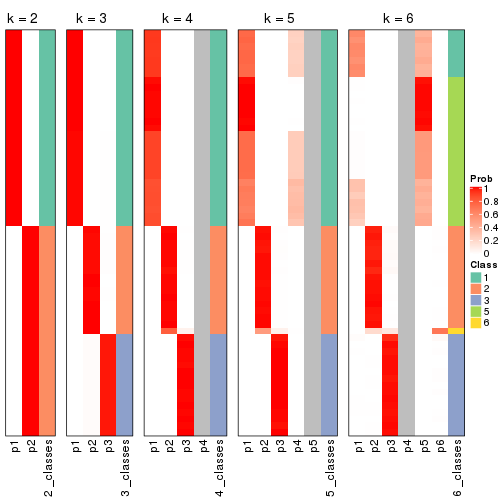 k = 2
k = 3
k = 4
k = 5
k = 6
p1
p2
2_classes
p1
p2
p3
3_classes
p1
p2
p3
p4
4_classes
p1
p2
p3
p4
p5
5_classes
p1
p2
p3
p4
p5
p6
6_classes
Prob
1
0.8
0.6
0.4
0.2
0
Class
1
2
3
5
6